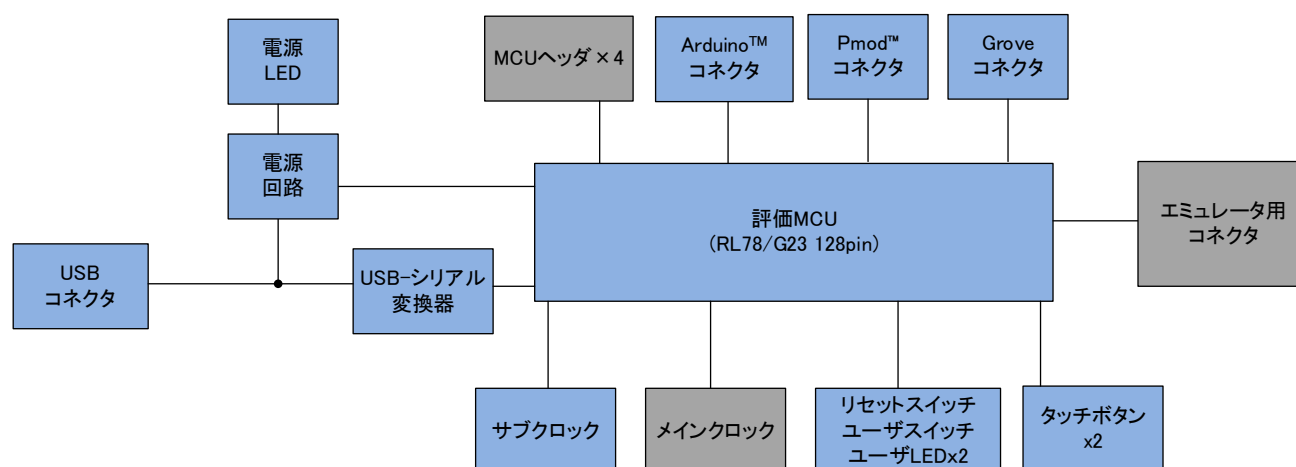 電源
LED
MCUヘッダ×4
Arduino™
コネクタ
Pmod™
コネクタ
Grove
コネクタ
電源
回路
評価MCU
(RL78/G23 128pin)
エミュレータ用
コネクタ
USB
コネクタ
USB-シリアル
変換器
サブクロック
メインクロック
リセットスイッチ
ユーザスイッチ
ユーザLEDx2
タッチボタン
x2